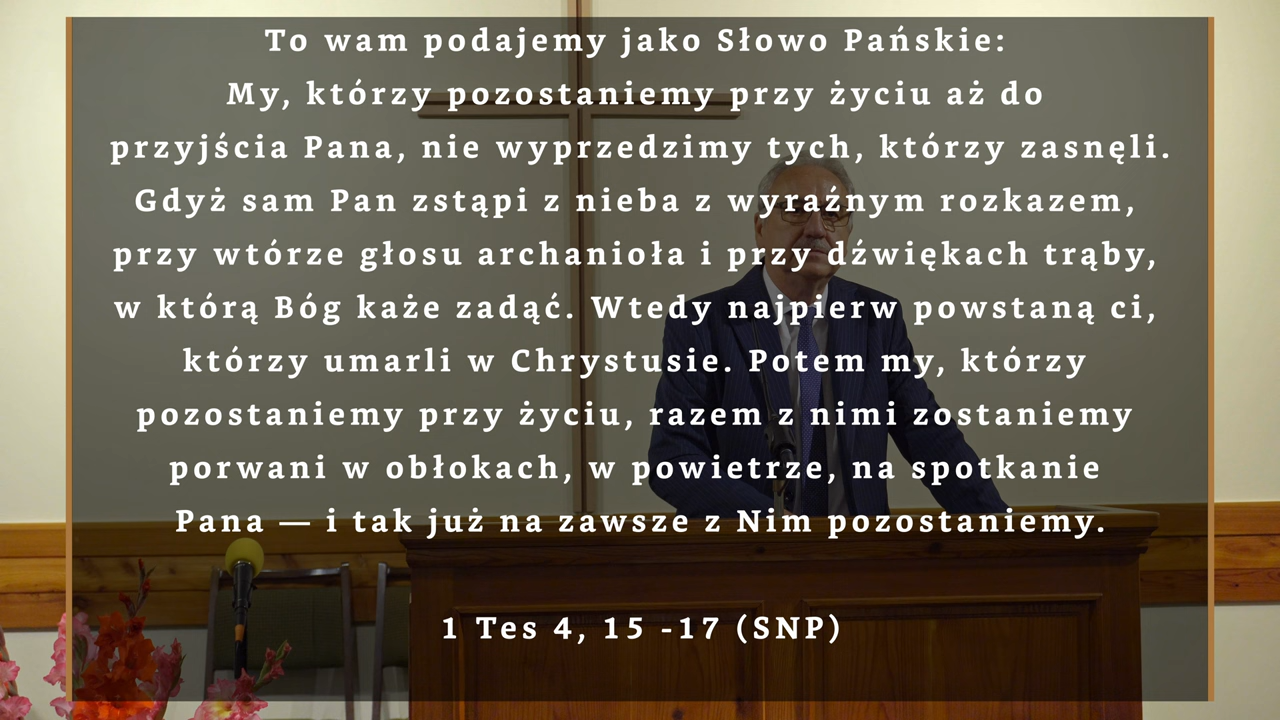 To wam podajemy jako Słowo Pańskie:
My, którzy pozostaniemy przy życiu aż do
przyjścia Pana, nie wyprzedzimy tych, którzy zasnęli.
Gdyż sam Pan zstąpi z nieba z wyraźnym rozkazem,
przy wtórze głosu archanioła i przy dźwiękach trąby,
w którą Bóg każe zadąć. Wtedy najpierw powstaną ci,
którzy umarli w Chrystusie. Potem my, którzy
pozostaniemy przy życiu, razem z nimi zostaniemy
porwani w obłokach, w powietrze, na spotkanie
Pana — i tak już na zawsze z Nim pozostaniemy.
1 Tes 4, 15 -17 (SNP)